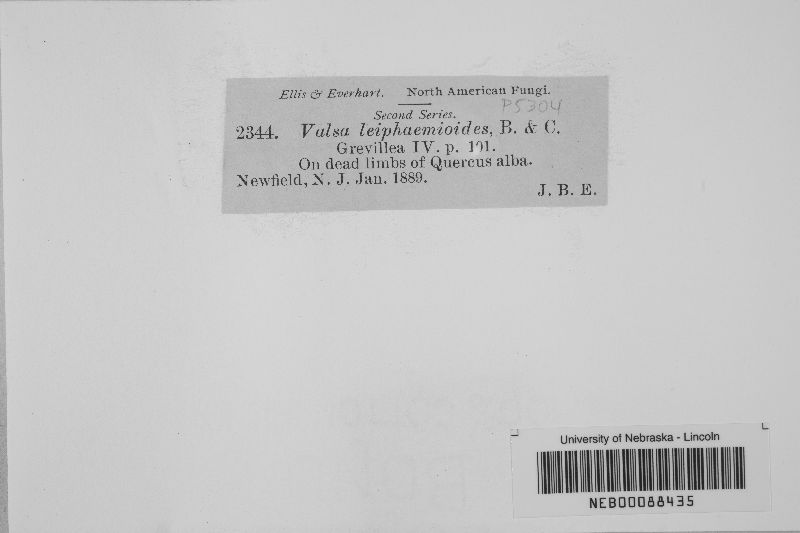 Ellis & Everhart. North American Fungi.
P5304
Second Series.
2344. Valsa leiphaemioides, B. & C.
Grevillea IV. p. 101.
On dead limbs of Quercus alba.
Newfield, N. J. Jan. 1889.
J. B. E.
University of Nebraska - Lincoln
NEB00088435